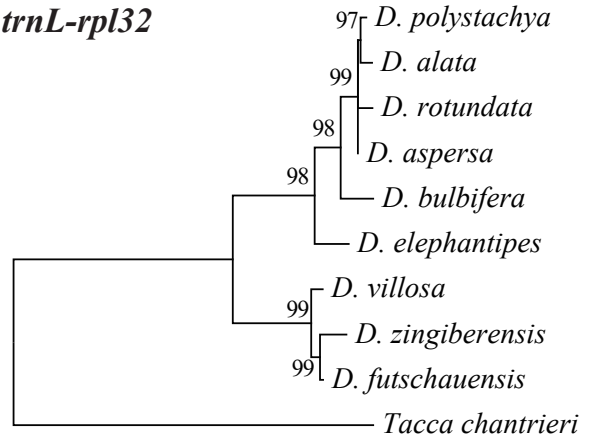 trnL-rpl32
97 D. polystachya
D. alata
99
D. rotundata
98
D. aspersa
98
D. bulbifera
D. elephantipes
D. villosa
99
D. zingiberensis
99
D. futschauensis
Tacca chantrieri